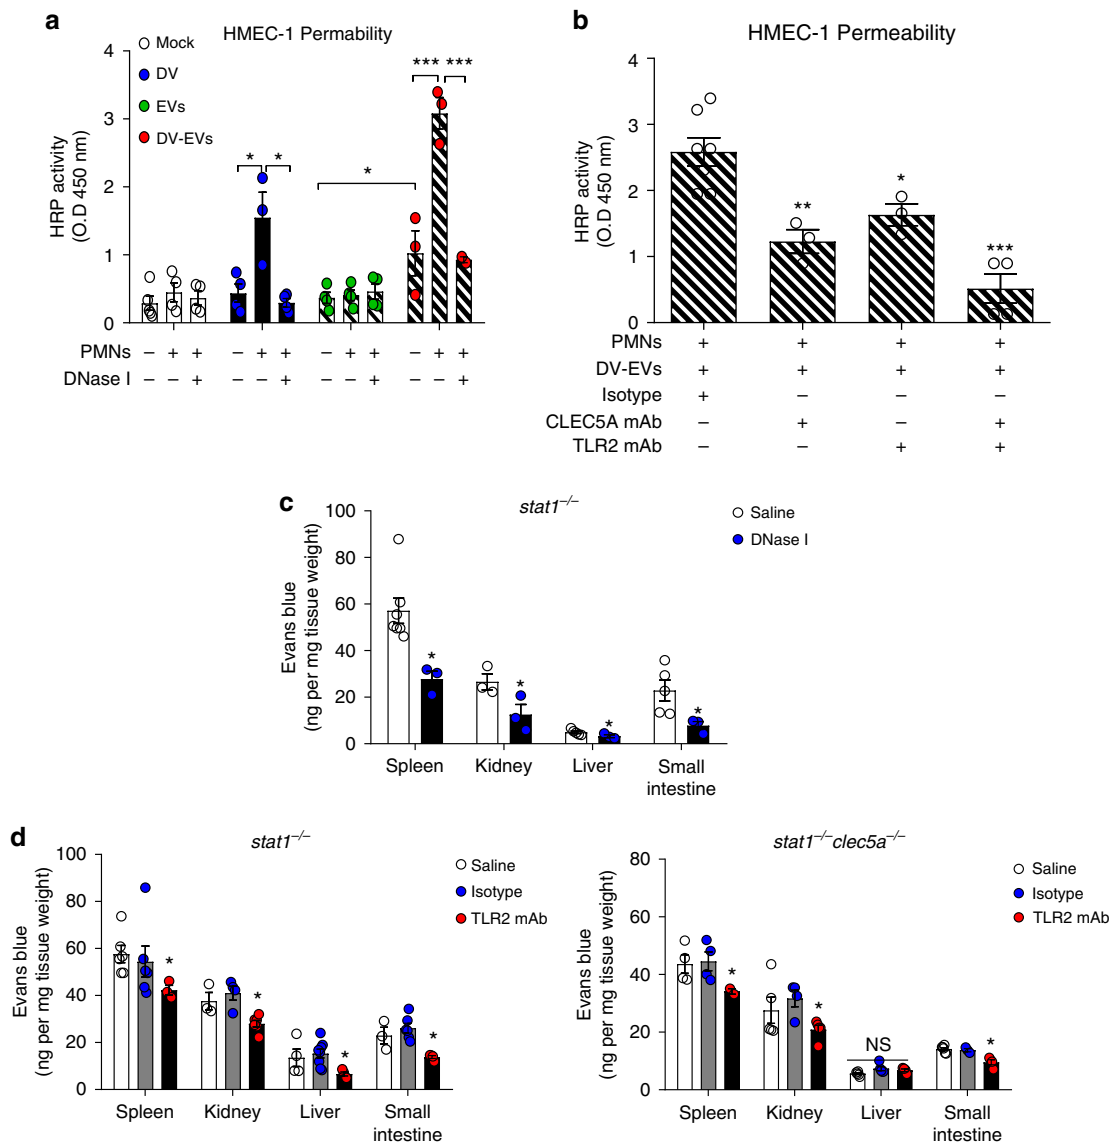 a
HMEC-1 Permability
Mock
DV
EVs
DV-EVs
HRP activity
(O.D 450 nm)
4
3
2
1
0
* * * *** ***
PMNs – + + – + + – + + – + +
DNase I – – + – – + – – + – – +
b
HMEC-1 Permeability
HRP activity
(O.D 450 nm)
4
3
2
1
0
** * ***
PMNs + + + +
DV-EVs + + + +
Isotype + – – –
CLEC5A mAb – + – +
TLR2 mAb – – + +
c
stat1–/–
Saline
DNase I
Evans blue
(ng per mg tissue weight)
100
80
60
40
20
0
* * * *
Spleen Kidney Liver Small
intestine
d
stat1–/–
Saline
Isotype
TLR2 mAb
Evans blue
(ng per mg tissue weight)
100
80
60
40
20
0
* * * *
Spleen Kidney Liver Small
intestine
stat1–/–clec5a–/–
Saline
Isotype
TLR2 mAb
Evans blue
(ng per mg tissue weight)
80
60
40
20
0
* * NS *
Spleen Kidney Liver Small
intestine